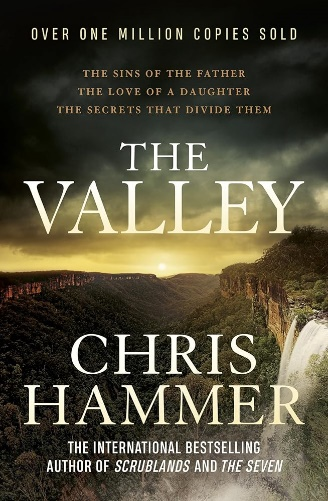 OVER ONE MILLION COPIES SOLD
THE SINS OF THE FATHER
THE LOVE OF A DAUGHTER
THE SECRETS THAT DIVIDE THEM
THE
VALLEY
CHRIS
HAMMER
THE INTERNATIONAL BESTSELLING
AUTHOR OF SCRUBLANDS AND THE SEVEN